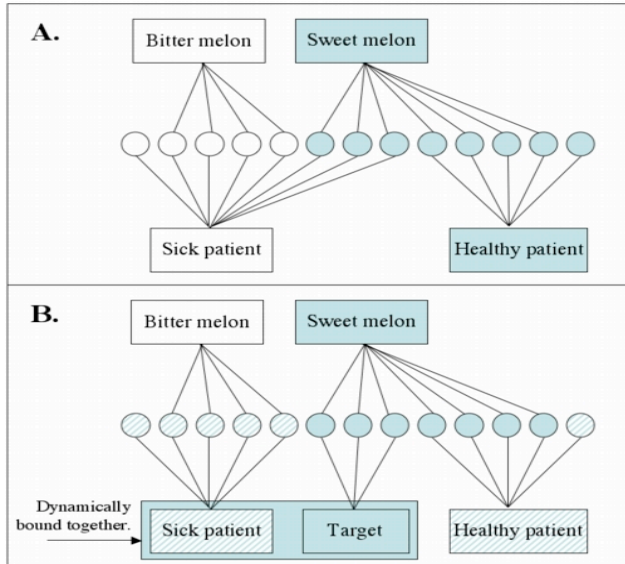 A.
Bitter melon
Sweet melon
Sick patient
Healthy patient
B.
Bitter melon
Sweet melon
Dynamically
bound together.
Sick patient
Target
Healthy patient